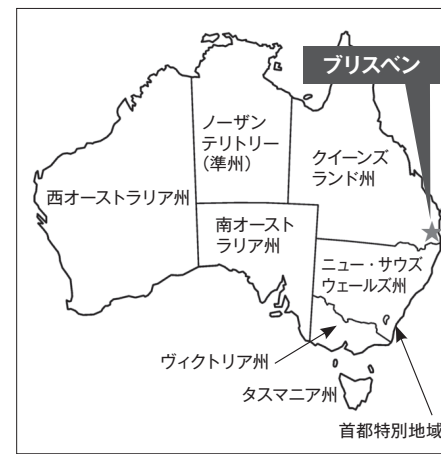 ブリスベン
ノーザン
テリトリー
（準州）
クイーンズ
ランド州
西オーストラリア州
南オースト
ラリア州
ニュー・サウズ
ウェールズ州
ヴィクトリア州
タスマニア州
首都特別地域